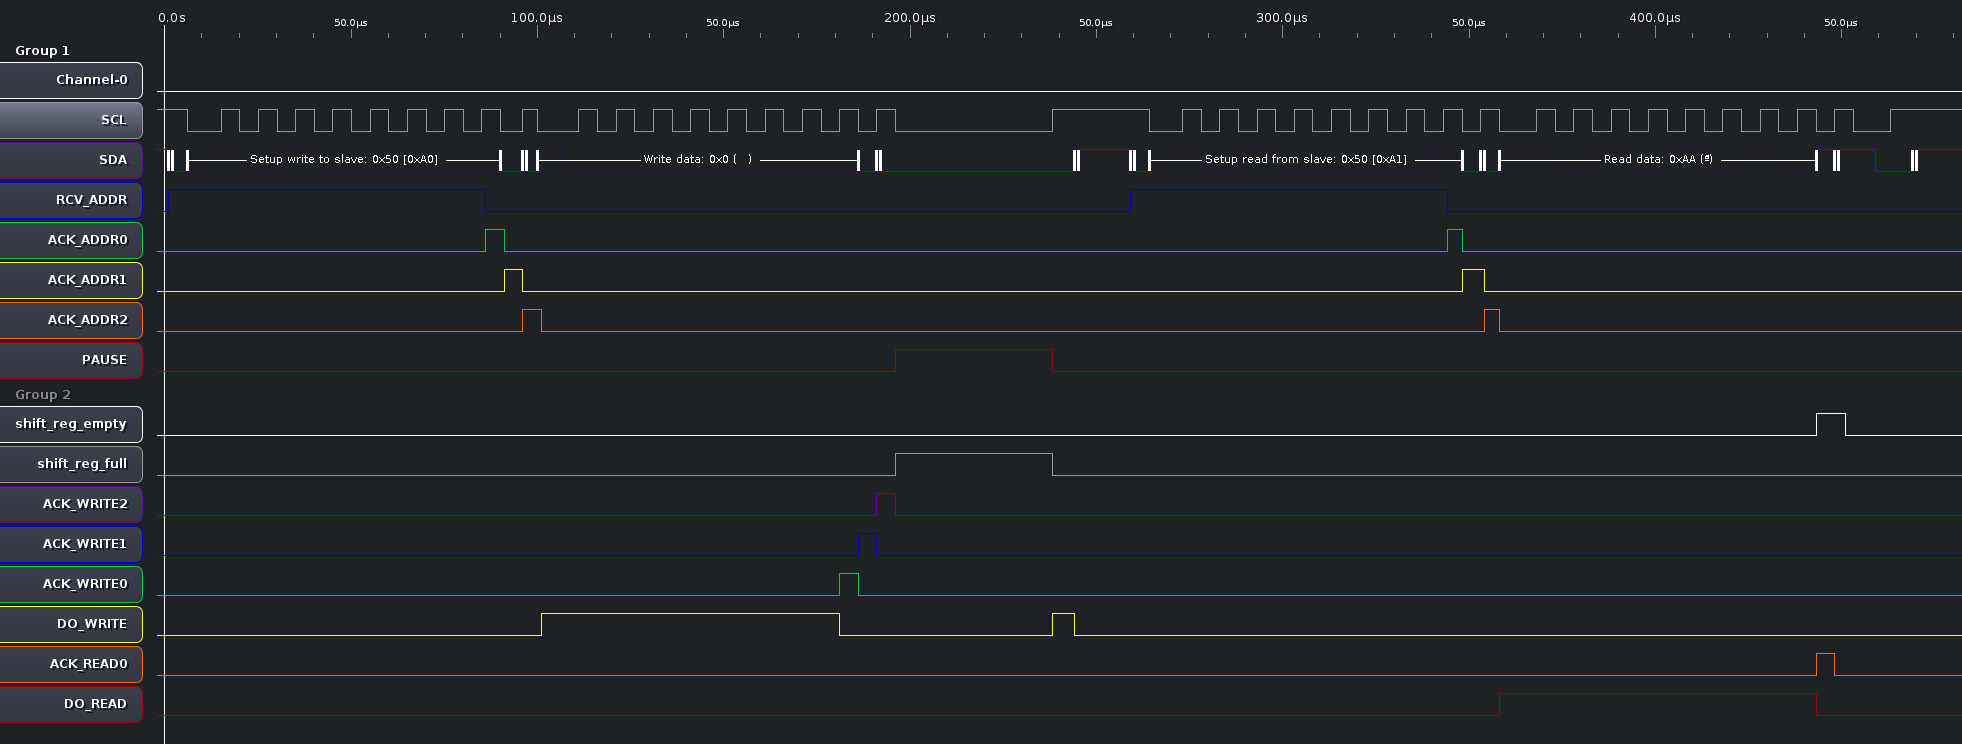 0.0s 50.0µs 100.0µs 50.0µs 200.0µs 50.0µs 300.0µs 50.0µs 400.0µs 50.0µs
Group 1
Channel-0
SCL
SDA Setup write to slave: 0x50 [0xA0] Write data: 0x0 ( ) Setup read from slave: 0x50 [0xA1] Read data: 0xAA (ª)
RCV_ADDR
ACK_ADDR0
ACK_ADDR1
ACK_ADDR2
PAUSE
Group 2
shift_reg_empty
shift_reg_full
ACK_WRITE2
ACK_WRITE1
ACK_WRITE0
DO_WRITE
ACK_READ0
DO_READ